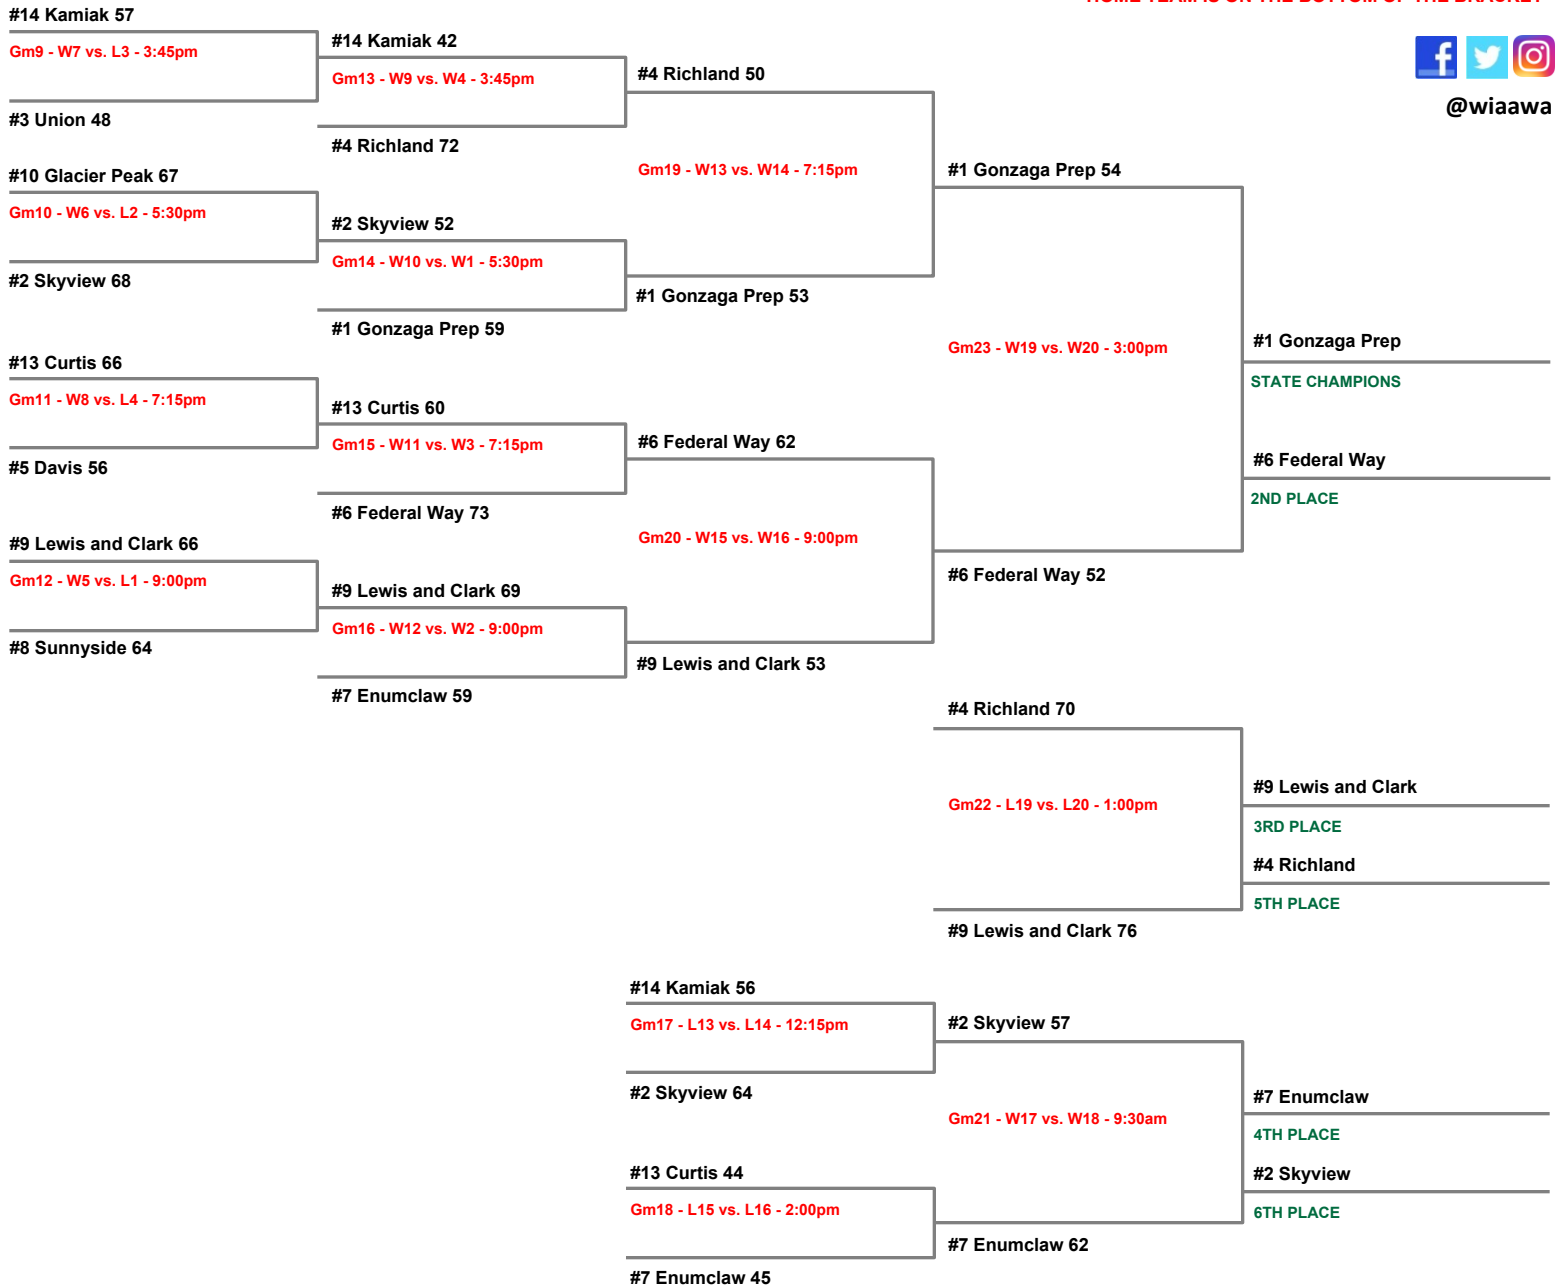 HOME TEAM IS ON THE BOTTOM OF THE BRACKET
@wiaawa
#14 Kamiak 57
Gm9 - W7 vs. L3 - 3:45pm
#3 Union 48
#10 Glacier Peak 67
Gm10 - W6 vs. L2 - 5:30pm
#2 Skyview 68
#13 Curtis 66
Gm11 - W8 vs. L4 - 7:15pm
#5 Davis 56
#9 Lewis and Clark 66
Gm12 - W5 vs. L1 - 9:00pm
#8 Sunnyside 64
#14 Kamiak 42
Gm13 - W9 vs. W4 - 3:45pm
#4 Richland 72
#2 Skyview 52
Gm14 - W10 vs. W1 - 5:30pm
#1 Gonzaga Prep 59
#13 Curtis 60
Gm15 - W11 vs. W3 - 7:15pm
#6 Federal Way 73
#9 Lewis and Clark 69
Gm16 - W12 vs. W2 - 9:00pm
#7 Enumclaw 59
#4 Richland 50
Gm19 - W13 vs. W14 - 7:15pm
#1 Gonzaga Prep 53
#6 Federal Way 62
Gm20 - W15 vs. W16 - 9:00pm
#9 Lewis and Clark 53
#1 Gonzaga Prep 54
Gm23 - W19 vs. W20 - 3:00pm
#6 Federal Way 52
#1 Gonzaga Prep
STATE CHAMPIONS
#6 Federal Way
2ND PLACE
#4 Richland 70
Gm22 - L19 vs. L20 - 1:00pm
#9 Lewis and Clark 76
#9 Lewis and Clark
3RD PLACE
#4 Richland
5TH PLACE
#14 Kamiak 56
Gm17 - L13 vs. L14 - 12:15pm
#2 Skyview 64
#13 Curtis 44
Gm18 - L15 vs. L16 - 2:00pm
#7 Enumclaw 45
#2 Skyview 57
Gm21 - W17 vs. W18 - 9:30am
#7 Enumclaw 62
#7 Enumclaw
4TH PLACE
#2 Skyview
6TH PLACE